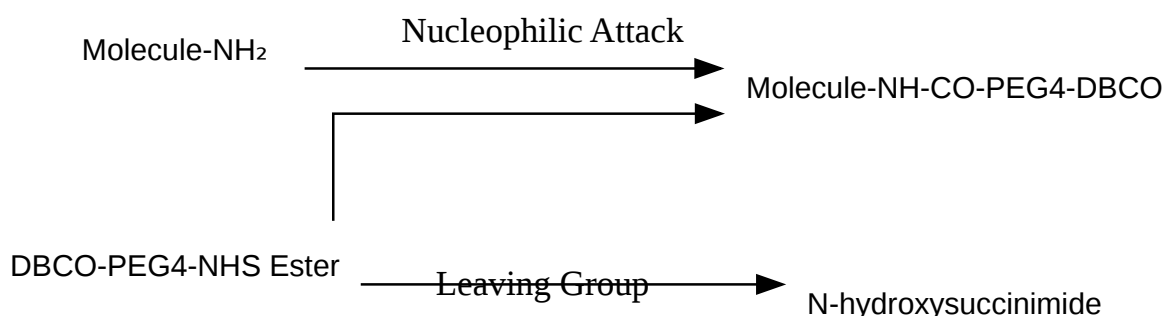 Nucleophilic Attack
Molecule-NH₂
Molecule-NH-CO-PEG4-DBCO
DBCO-PEG4-NHS Ester
Leaving Group
N-hydroxysuccinimide